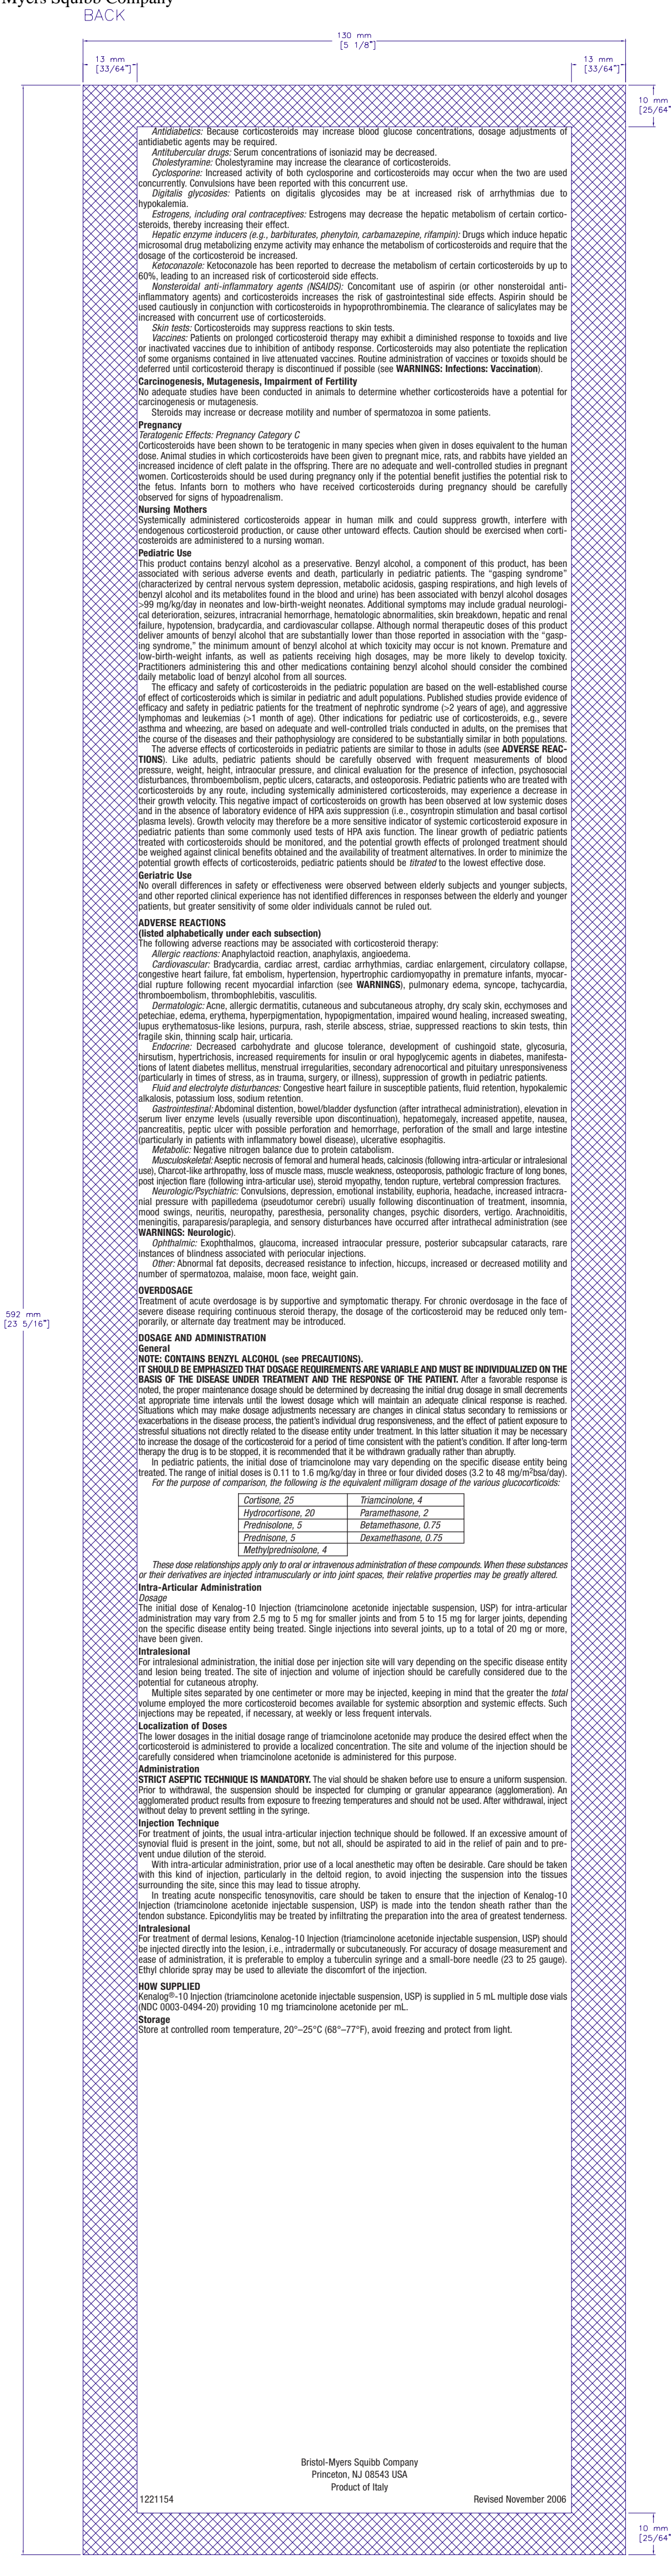 Myers Squibb Company
BACK
130 mm
[5 1/8"]
13 mm
[33/64"]
13 mm
[33/64"]
10 mm
[25/64"
Antidiabetics: Because corticosteroids may increase blood glucose concentrations, dosage adjustments of
antidiabetic agents may be required.
Antitubercular drugs: Serum concentrations of isoniazid may be decreased.
Cholestyramine: Cholestyramine may increase the clearance of corticosteroids.
Cyclosporine: Increased activity of both cyclosporine and corticosteroids may occur when the two are used
concurrently. Convulsions have been reported with this concurrent use.
Digitalis glycosides: Patients on digitalis glycosides may be at increased risk of arrhythmias due to
hypokalemia.
Estrogens, including oral contraceptives: Estrogens may decrease the hepatic metabolism of certain cortico-
steroids, thereby increasing their effect.
Hepatic enzyme inducers (e.g., barbiturates, phenytoin, carbamazepine, rifampin): Drugs which induce hepatic
microsomal drug metabolizing enzyme activity may enhance the metabolism of corticosteroids and require that the
dosage of the corticosteroid be increased.
Ketoconazole: Ketoconazole has been reported to decrease the metabolism of certain corticosteroids by up to
60%, leading to an increased risk of corticosteroid side effects.
Nonsteroidal anti-inflammatory agents (NSAIDS): Concomitant use of aspirin (or other nonsteroidal anti-
inflammatory agents) and corticosteroids increases the risk of gastrointestinal side effects. Aspirin should be
used cautiously in conjunction with corticosteroids in hypoprothrombinemia. The clearance of salicylates may be
increased with concurrent use of corticosteroids.
Skin tests: Corticosteroids may suppress reactions to skin tests.
Vaccines: Patients on prolonged corticosteroid therapy may exhibit a diminished response to toxoids and live
or inactivated vaccines due to inhibition of antibody response. Corticosteroids may also potentiate the replication
of some organisms contained in live attenuated vaccines. Routine administration of vaccines or toxoids should be
deferred until corticosteroid therapy is discontinued if possible (see WARNINGS: Infections: Vaccination).
Carcinogenesis, Mutagenesis, Impairment of Fertility
No adequate studies have been conducted in animals to determine whether corticosteroids have a potential for
carcinogenesis or mutagenesis.
Steroids may increase or decrease motility and number of spermatozoa in some patients.
Pregnancy
Teratogenic Effects: Pregnancy Category C
Corticosteroids have been shown to be teratogenic in many species when given in doses equivalent to the human
dose. Animal studies in which corticosteroids have been given to pregnant mice, rats, and rabbits have yielded an
increased incidence of cleft palate in the offspring. There are no adequate and well-controlled studies in pregnant
women. Corticosteroids should be used during pregnancy only if the potential benefit justifies the potential risk to
the fetus. Infants born to mothers who have received corticosteroids during pregnancy should be carefully
observed for signs of hypoadrenalism.
Nursing Mothers
Systemically administered corticosteroids appear in human milk and could suppress growth, interfere with
endogenous corticosteroid production, or cause other untoward effects. Caution should be exercised when corti-
costeroids are administered to a nursing woman.
Pediatric Use
This product contains benzyl alcohol as a preservative. Benzyl alcohol, a component of this product, has been
associated with serious adverse events and death, particularly in pediatric patients. The "gasping syndrome"
(characterized by central nervous system depression, metabolic acidosis, gasping respirations, and high levels of
benzyl alcohol and its metabolites found in the blood and urine) has been associated with benzyl alcohol dosages
>99 mg/kg/day in neonates and low-birth-weight neonates. Additional symptoms may include gradual neurologi-
cal deterioration, seizures, intracranial hemorrhage, hematologic abnormalities, skin breakdown, hepatic and renal
failure, hypotension, bradycardia, and cardiovascular collapse. Although normal therapeutic doses of this product
deliver amounts of benzyl alcohol that are substantially lower than those reported in association with the "gasp-
ing syndrome," the minimum amount of benzyl alcohol at which toxicity may occur is not known. Premature and
low-birth-weight infants, as well as patients receiving high dosages, may be more likely to develop toxicity.
Practitioners administering this and other medications containing benzyl alcohol should consider the combined
daily metabolic load of benzyl alcohol from all sources.
The efficacy and safety of corticosteroids in the pediatric population are based on the well-established course
of effect of corticosteroids which is similar in pediatric and adult populations. Published studies provide evidence of
efficacy and safety in pediatric patients for the treatment of nephrotic syndrome (>2 years of age), and aggressive
lymphomas and leukemias (>1 month of age). Other indications for pediatric use of corticosteroids, e.g., severe
asthma and wheezing, are based on adequate and well-controlled trials conducted in adults, on the premises that
the course of the diseases and their pathophysiology are considered to be substantially similar in both populations.
The adverse effects of corticosteroids in pediatric patients are similar to those in adults (see ADVERSE REAC-
TIONS). Like adults, pediatric patients should be carefully observed with frequent measurements of blood
pressure, weight, height, intraocular pressure, and clinical evaluation for the presence of infection, psychosocial
disturbances, thromboembolism, peptic ulcers, cataracts, and osteoporosis. Pediatric patients who are treated with
corticosteroids by any route, including systemically administered corticosteroids, may experience a decrease in
their growth velocity. This negative impact of corticosteroids on growth has been observed at low systemic doses
and in the absence of laboratory evidence of HPA axis suppression (i.e., cosyntropin stimulation and basal cortisol
plasma levels). Growth velocity may therefore be a more sensitive indicator of systemic corticosteroid exposure in
pediatric patients than some commonly used tests of HPA axis function. The linear growth of pediatric patients
treated with corticosteroids should be monitored, and the potential growth effects of prolonged treatment should
be weighed against clinical benefits obtained and the availability of treatment alternatives. In order to minimize the
potential growth effects of corticosteroids, pediatric patients should be titrated to the lowest effective dose.
Geriatric Use
No overall differences in safety or effectiveness were observed between elderly subjects and younger subjects,
and other reported clinical experience has not identified differences in responses between the elderly and younger
patients, but greater sensitivity of some older individuals cannot be ruled out.
ADVERSE REACTIONS
(listed alphabetically under each subsection)
The following adverse reactions may be associated with corticosteroid therapy:
Allergic reactions: Anaphylactoid reaction, anaphylaxis, angioedema.
Cardiovascular: Bradycardia, cardiac arrest, cardiac arrhythmias, cardiac enlargement, circulatory collapse,
congestive heart failure, fat embolism, hypertension, hypertrophic cardiomyopathy in premature infants, myocar-
dial rupture following recent myocardial infarction (see WARNINGS), pulmonary edema, syncope, tachycardia,
thromboembolism, thrombophlebitis, vasculitis.
Dermatologic: Acne, allergic dermatitis, cutaneous and subcutaneous atrophy, dry scaly skin, ecchymoses and
petechiae, edema, erythema, hyperpigmentation, hypopigmentation, impaired wound healing, increased sweating,
lupus erythematosus-like lesions, purpura, rash, sterile abscess, striae, suppressed reactions to skin tests, thin
fragile skin, thinning scalp hair, urticaria.
Endocrine: Decreased carbohydrate and glucose tolerance, development of cushingoid state, glycosuria,
hirsutism, hypertrichosis, increased requirements for insulin or oral hypoglycemic agents in diabetes, manifesta-
tions of latent diabetes mellitus, menstrual irregularities, secondary adrenocortical and pituitary unresponsiveness
(particularly in times of stress, as in trauma, surgery, or illness), suppression of growth in pediatric patients.
Fluid and electrolyte disturbances: Congestive heart failure in susceptible patients, fluid retention, hypokalemic
alkalosis, potassium loss, sodium retention.
Gastrointestinal: Abdominal distention, bowel/bladder dysfunction (after intrathecal administration), elevation in
serum liver enzyme levels (usually reversible upon discontinuation), hepatomegaly, increased appetite, nausea,
pancreatitis, peptic ulcer with possible perforation and hemorrhage, perforation of the small and large intestine
(particularly in patients with inflammatory bowel disease), ulcerative esophagitis.
Metabolic: Negative nitrogen balance due to protein catabolism.
Musculoskeletal: Aseptic necrosis of femoral and humeral heads, calcinosis (following intra-articular or intralesional
use), Charcot-like arthropathy, loss of muscle mass, muscle weakness, osteoporosis, pathologic fracture of long bones,
post injection flare (following intra-articular use), steroid myopathy, tendon rupture, vertebral compression fractures.
Neurologic/Psychiatric: Convulsions, depression, emotional instability, euphoria, headache, increased intracra-
nial pressure with papilledema (pseudotumor cerebri) usually following discontinuation of treatment, insomnia,
mood swings, neuritis, neuropathy, paresthesia, personality changes, psychic disorders, vertigo. Arachnoiditis,
meningitis, paraparesis/paraplegia, and sensory disturbances have occurred after intrathecal administration (see
WARNINGS: Neurologic).
Ophthalmic: Exophthalmos, glaucoma, increased intraocular pressure, posterior subcapsular cataracts, rare
instances of blindness associated with periocular injections.
Other: Abnormal fat deposits, decreased resistance to infection, hiccups, increased or decreased motility and
number of spermatozoa, malaise, moon face, weight gain.
OVERDOSAGE
Treatment of acute overdosage is by supportive and symptomatic therapy. For chronic overdosage in the face of
severe disease requiring continuous steroid therapy, the dosage of the corticosteroid may be reduced only tem-
porarily, or alternate day treatment may be introduced.
592 mm
[23 5/16"]
DOSAGE AND ADMINISTRATION
General
NOTE: CONTAINS BENZYL ALCOHOL (see PRECAUTIONS).
IT SHOULD BE EMPHASIZED THAT DOSAGE REQUIREMENTS ARE VARIABLE AND MUST BE INDIVIDUALIZED ON THE
BASIS OF THE DISEASE UNDER TREATMENT AND THE RESPONSE OF THE PATIENT. After a favorable response is
noted, the proper maintenance dosage should be determined by decreasing the initial drug dosage in small decrements
at appropriate time intervals until the lowest dosage which will maintain an adequate clinical response is reached.
Situations which may make dosage adjustments necessary are changes in clinical status secondary to remissions or
exacerbations in the disease process, the patient's individual drug responsiveness, and the effect of patient exposure to
stressful situations not directly related to the disease entity under treatment. In this latter situation it may be necessary
to increase the dosage of the corticosteroid for a period of time consistent with the patient's condition. If after long-term
therapy the drug is to be stopped, it is recommended that it be withdrawn gradually rather than abruptly.
In pediatric patients, the initial dose of triamcinolone may vary depending on the specific disease entity being
treated. The range of initial doses is 0.11 to 1.6 mg/kg/day in three or four divided doses (3.2 to 48 mg/m²bsa/day).
For the purpose of comparison, the following is the equivalent milligram dosage of the various glucocorticoids:
Cortisone, 25 Triamcinolone, 4
Hydrocortisone, 20 Paramethasone, 2
Prednisolone, 5 Betamethasone, 0.75
Prednisone, 5 Dexamethasone, 0.75
Methylprednisolone, 4
These dose relationships apply only to oral or intravenous administration of these compounds. When these substances
or their derivatives are injected intramuscularly or into joint spaces, their relative properties may be greatly altered.
Intra-Articular Administration
Dosage
The initial dose of Kenalog-10 Injection (triamcinolone acetonide injectable suspension, USP) for intra-articular
administration may vary from 2.5 mg to 5 mg for smaller joints and from 5 to 15 mg for larger joints, depending
on the specific disease entity being treated. Single injections into several joints, up to a total of 20 mg or more,
have been given.
Intralesional
For intralesional administration, the initial dose per injection site will vary depending on the specific disease entity
and lesion being treated. The site of injection and volume of injection should be carefully considered due to the
potential for cutaneous atrophy.
Multiple sites separated by one centimeter or more may be injected, keeping in mind that the greater the total
volume employed the more corticosteroid becomes available for systemic absorption and systemic effects. Such
injections may be repeated, if necessary, at weekly or less frequent intervals.
Localization of Doses
The lower dosages in the initial dosage range of triamcinolone acetonide may produce the desired effect when the
corticosteroid is administered to provide a localized concentration. The site and volume of the injection should be
carefully considered when triamcinolone acetonide is administered for this purpose.
Administration
STRICT ASEPTIC TECHNIQUE IS MANDATORY. The vial should be shaken before use to ensure a uniform suspension.
Prior to withdrawal, the suspension should be inspected for clumping or granular appearance (agglomeration). An
agglomerated product results from exposure to freezing temperatures and should not be used. After withdrawal, inject
without delay to prevent settling in the syringe.
Injection Technique
For treatment of joints, the usual intra-articular injection technique should be followed. If an excessive amount of
synovial fluid is present in the joint, some, but not all, should be aspirated to aid in the relief of pain and to pre-
vent undue dilution of the steroid.
With intra-articular administration, prior use of a local anesthetic may often be desirable. Care should be taken
with this kind of injection, particularly in the deltoid region, to avoid injecting the suspension into the tissues
surrounding the site, since this may lead to tissue atrophy.
In treating acute nonspecific tenosynovitis, care should be taken to ensure that the injection of Kenalog-10
Injection (triamcinolone acetonide injectable suspension, USP) is made into the tendon sheath rather than the
tendon substance. Epicondylitis may be treated by infiltrating the preparation into the area of greatest tenderness.
Intralesional
For treatment of dermal lesions, Kenalog-10 Injection (triamcinolone acetonide injectable suspension, USP) should
be injected directly into the lesion, i.e., intradermally or subcutaneously. For accuracy of dosage measurement and
ease of administration, it is preferable to employ a tuberculin syringe and a small-bore needle (23 to 25 gauge).
Ethyl chloride spray may be used to alleviate the discomfort of the injection.
HOW SUPPLIED
Kenalog®-10 Injection (triamcinolone acetonide injectable suspension, USP) is supplied in 5 mL multiple dose vials
(NDC 0003-0494-20) providing 10 mg triamcinolone acetonide per mL.
Storage
Store at controlled room temperature, 20°–25°C (68°–77°F), avoid freezing and protect from light.
Bristol-Myers Squibb Company
Princeton, NJ 08543 USA
Product of Italy
1221154 Revised November 2006
10 mm
[25/64"